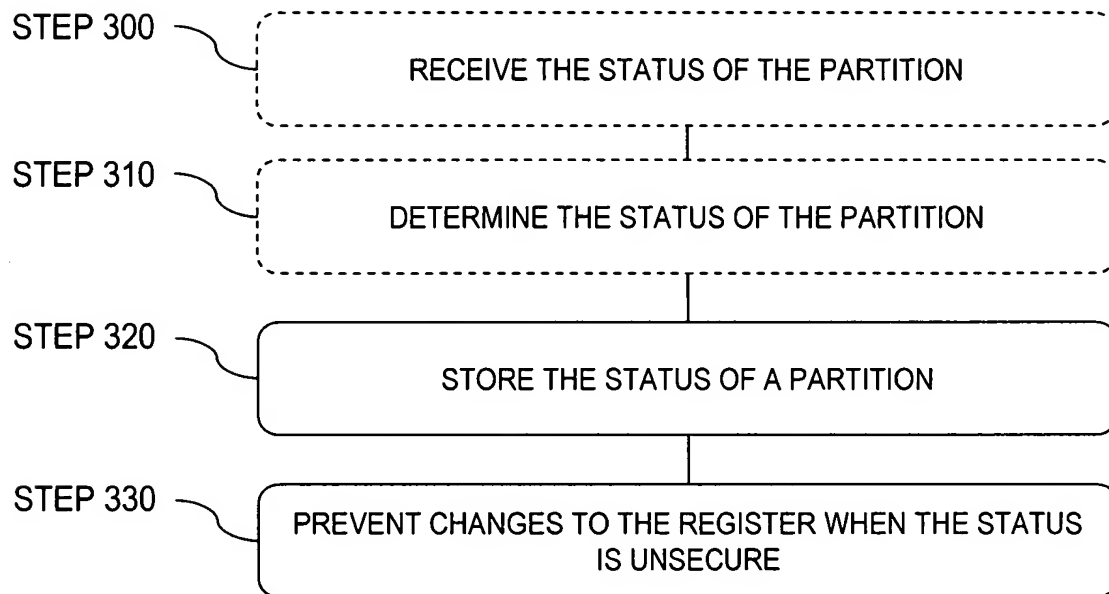 STEP 300
RECEIVE THE STATUS OF THE PARTITION
STEP 310
DETERMINE THE STATUS OF THE PARTITION
STEP 320
STORE THE STATUS OF A PARTITION
STEP 330
PREVENT CHANGES TO THE REGISTER WHEN THE STATUS
IS UNSECURE